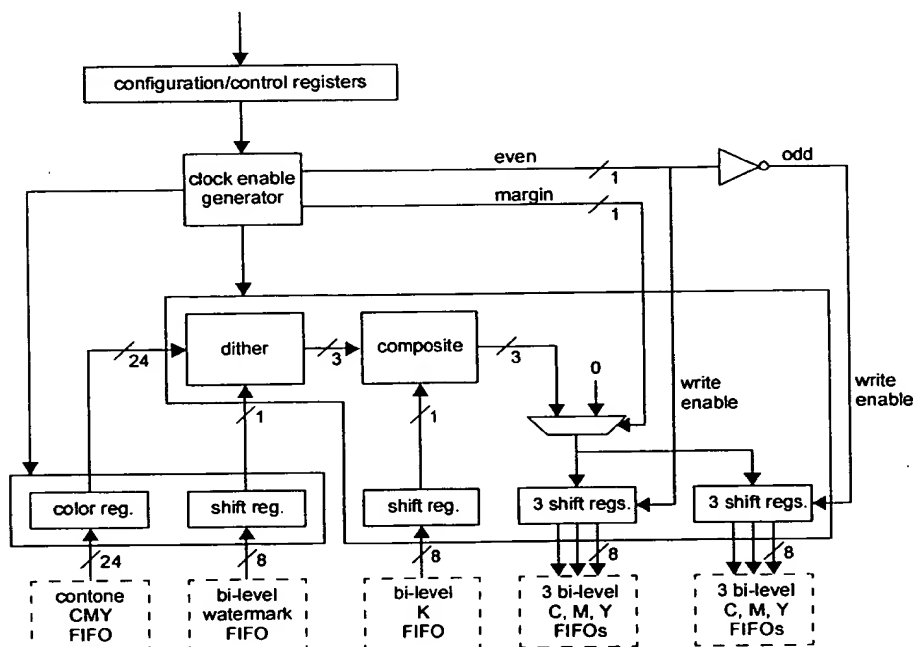 configuration/control registers
clock enable
generator
even
1
odd
margin
1
dither
composite
24
3
3
0
1
1
write
enable
write
enable
color reg.
shift reg.
shift reg.
3 shift regs.
3 shift regs.
24
8
8
8
8
contone
CMY
FIFO
bi-level
watermark
FIFO
bi-level
K
FIFO
3 bi-level
C, M, Y
FIFOs
3 bi-level
C, M, Y
FIFOs